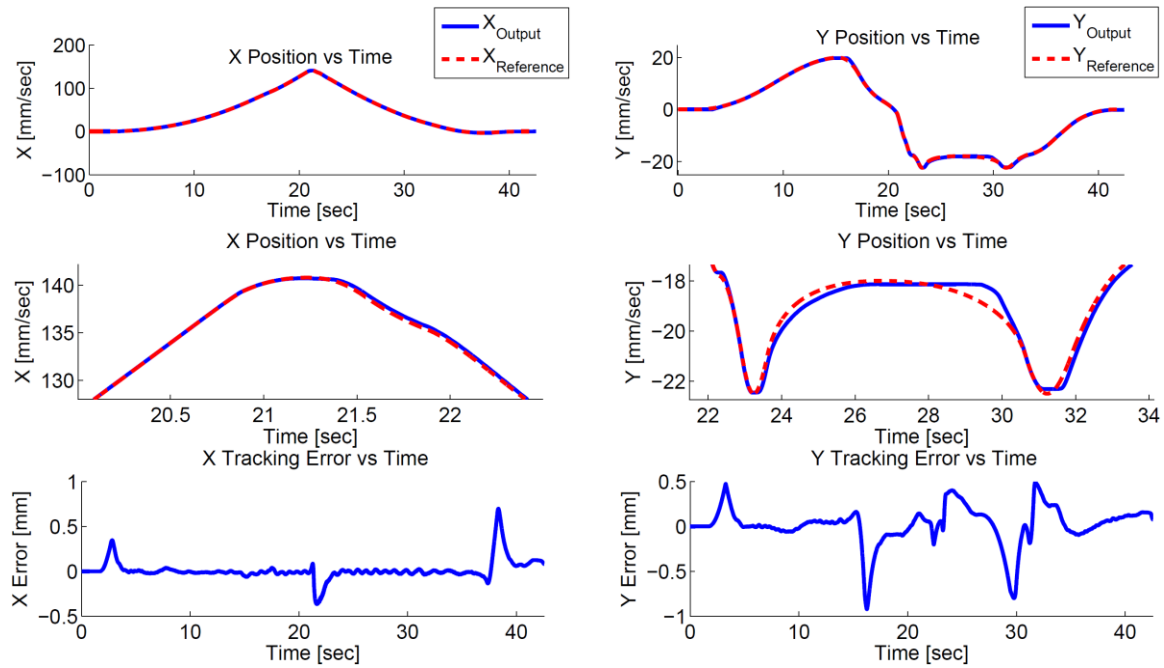 X Position vs Time
X_Output
X_Reference
200
100
0
−100
X [mm/sec]
0 10 20 30 40
Time [sec]
Y Position vs Time
Y_Output
Y_Reference
20
0
−20
Y [mm/sec]
0 10 20 30 40
Time [sec]
X Position vs Time
140
135
130
X [mm/sec]
20.5 21 21.5 22
Time [sec]
Y Position vs Time
−18
−20
−22
Y [mm/sec]
22 24 26 28 30 32 34
Time [sec]
X Tracking Error vs Time
1
0.5
0
−0.5
X Error [mm]
0 10 20 30 40
Time [sec]
Y Tracking Error vs Time
0.5
0
−0.5
−1
Y Error [mm]
0 10 20 30 40
Time [sec]